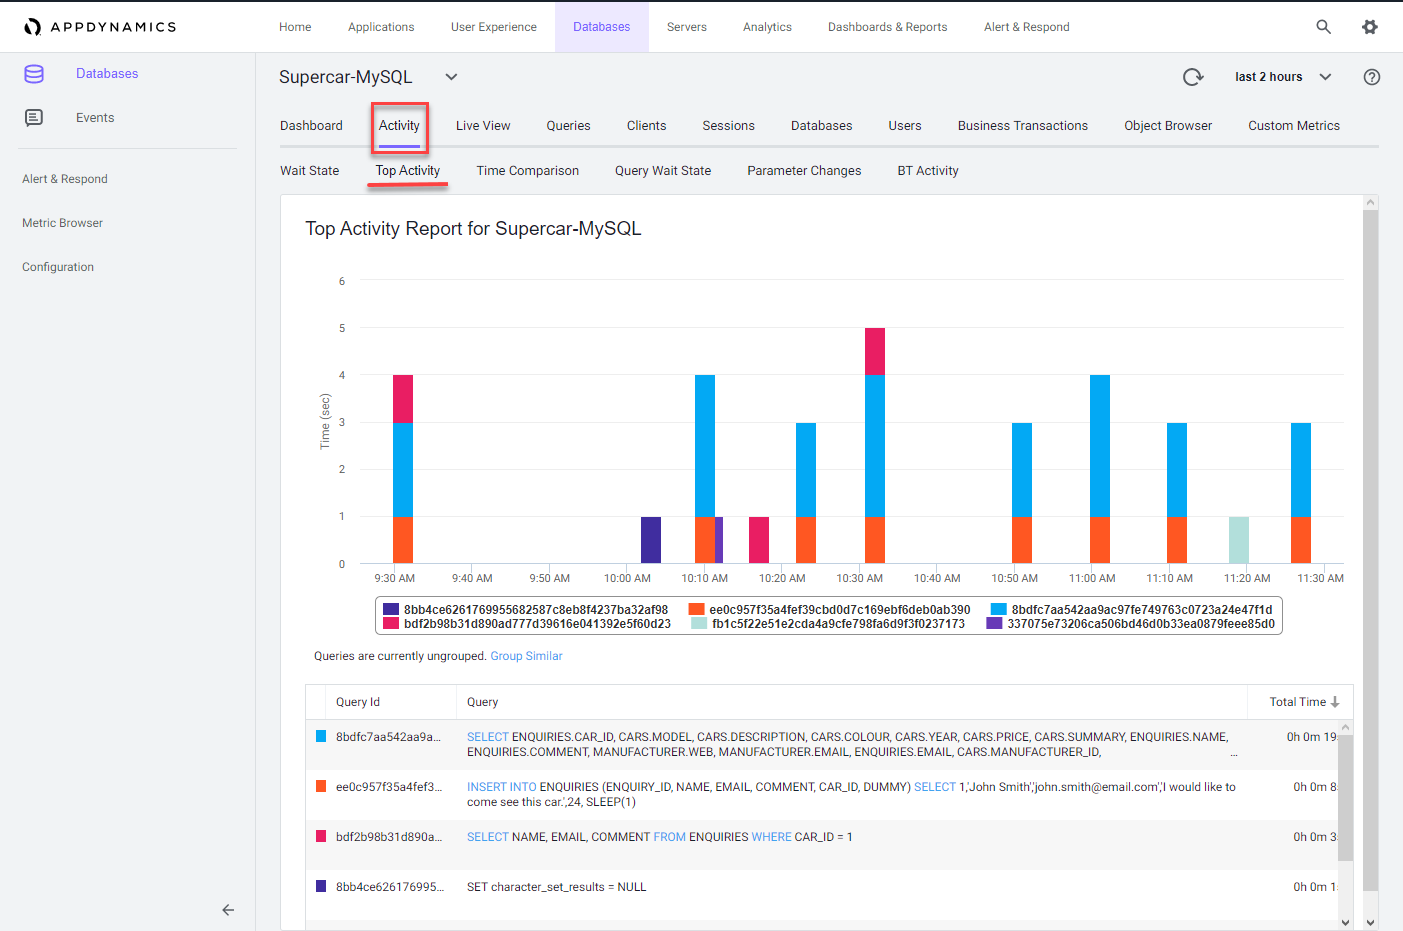 APPDYNAMICS
Home
Applications
User Experience
Databases
Servers
Analytics
Dashboards & Reports
Alert & Respond
Databases
Events
Alert & Respond
Metric Browser
Configuration
Supercar-MySQL
last 2 hours
Dashboard
Activity
Live View
Queries
Clients
Sessions
Databases
Users
Business Transactions
Object Browser
Custom Metrics
Wait State
Top Activity
Time Comparison
Query Wait State
Parameter Changes
BT Activity
Top Activity Report for Supercar-MySQL
Time (sec)
6
5
4
3
2
1
0
9:30 AM
9:40 AM
9:50 AM
10:00 AM
10:10 AM
10:20 AM
10:30 AM
10:40 AM
10:50 AM
11:00 AM
11:10 AM
11:20 AM
11:30 AM
8bb4ce6261769955682587c8eb8f4237ba32af98
ee0c957f35a4fef39cbd0d7c169ebf6deb0ab390
8bdfc7aa542aa9ac97fe749763c0723a24e47f1d
bdf2b98b31d890ad777d39616e041392e5f60d23
fb1c5f22e51e2cda4a9cfe798fa6d9f3f0237173
337075e73206ca506bd46d0b33ea0879feee85d0
Queries are currently ungrouped. Group Similar
Query Id
Query
Total Time
8bdfc7aa542aa9a...
SELECT ENQUIRIES.CAR_ID, CARS.MODEL, CARS.DESCRIPTION, CARS.COLOUR, CARS.YEAR, CARS.PRICE, CARS.SUMMARY, ENQUIRIES.NAME,
ENQUIRIES.COMMENT, MANUFACTURER.WEB, MANUFACTURER.EMAIL, ENQUIRIES.EMAIL, CARS.MANUFACTURER_ID, ...
0h 0m 19
ee0c957f35a4fef3...
INSERT INTO ENQUIRIES (ENQUIRY_ID, NAME, EMAIL, COMMENT, CAR_ID, DUMMY) SELECT 1,'John Smith','john.smith@email.com','I would like to
come see this car.',24, SLEEP(1)
0h 0m 8
bdf2b98b31d890a...
SELECT NAME, EMAIL, COMMENT FROM ENQUIRIES WHERE CAR_ID = 1
0h 0m 3
8bb4ce626176995...
SET character_set_results = NULL
0h 0m 1